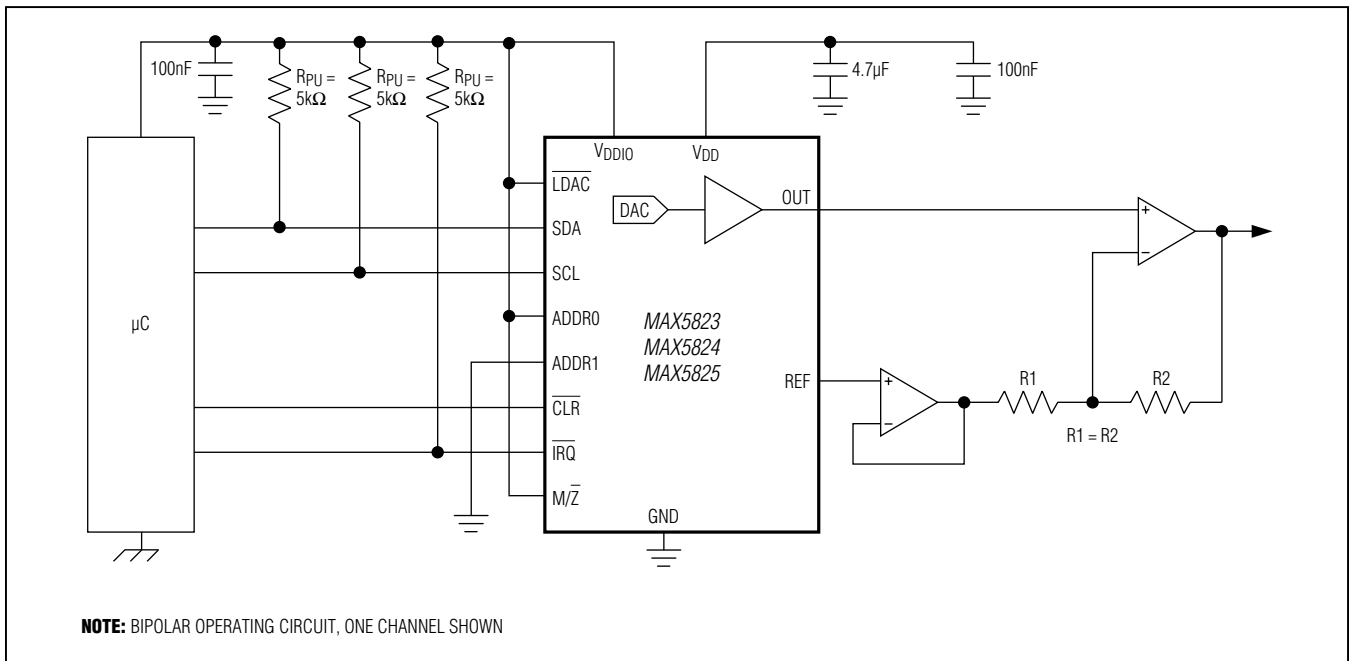 100nF
RPU =
5kΩ
RPU =
5kΩ
RPU =
5kΩ
4.7µF
100nF
µC
VDDIO
VDD
LDAC
SDA
SCL
ADDR0
ADDR1
CLR
IRQ
M/Z
DAC
OUT
MAX5823
MAX5824
MAX5825
REF
GND
+
−
+
−
R1
R2
R1 = R2
NOTE: BIPOLAR OPERATING CIRCUIT, ONE CHANNEL SHOWN